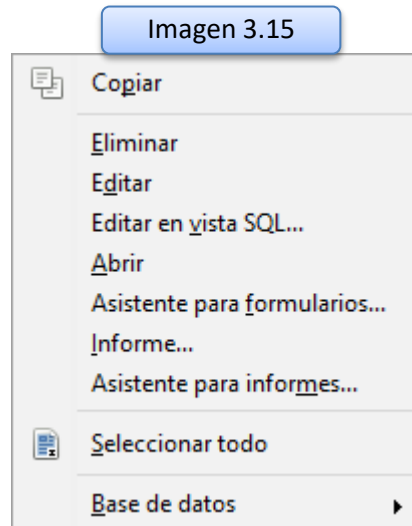 Imagen 3.15
Copiar
Eliminar
Editar
Editar en vista SQL...
Abrir
Asistente para formularios...
Informe...
Asistente para informes...
Seleccionar todo
Base de datos